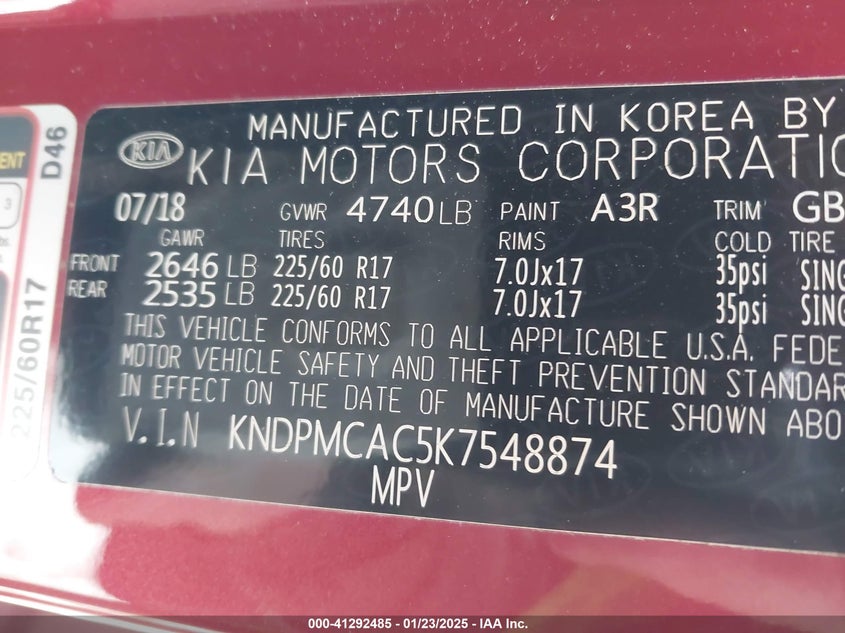 MANUFACTURED IN KOREA BY
KIA KIA MOTORS CORPORATIO
07/18 GVWR 4740LB PAINT A3R TRIM GB
GAWR TIRES RIMS COLD TIRE
FRONT 2646 LB 225/60 R17 7.0Jx17 35psi SING
REAR 2535 LB 225/60 R17 7.0Jx17 35psi SING
THIS VEHICLE CONFORMS TO ALL APPLICABLE U.S.A. FEDE
MOTOR VEHICLE SAFETY AND THEFT PREVENTION STANDAR
IN EFFECT ON THE DATE OF MANUFACTURE SHOWN ABO
V.I.N KNDPMCAC5K7548874
MPV
D46
225/60R17
ENT
3
000-41292485 - 01/23/2025 - IAA Inc.